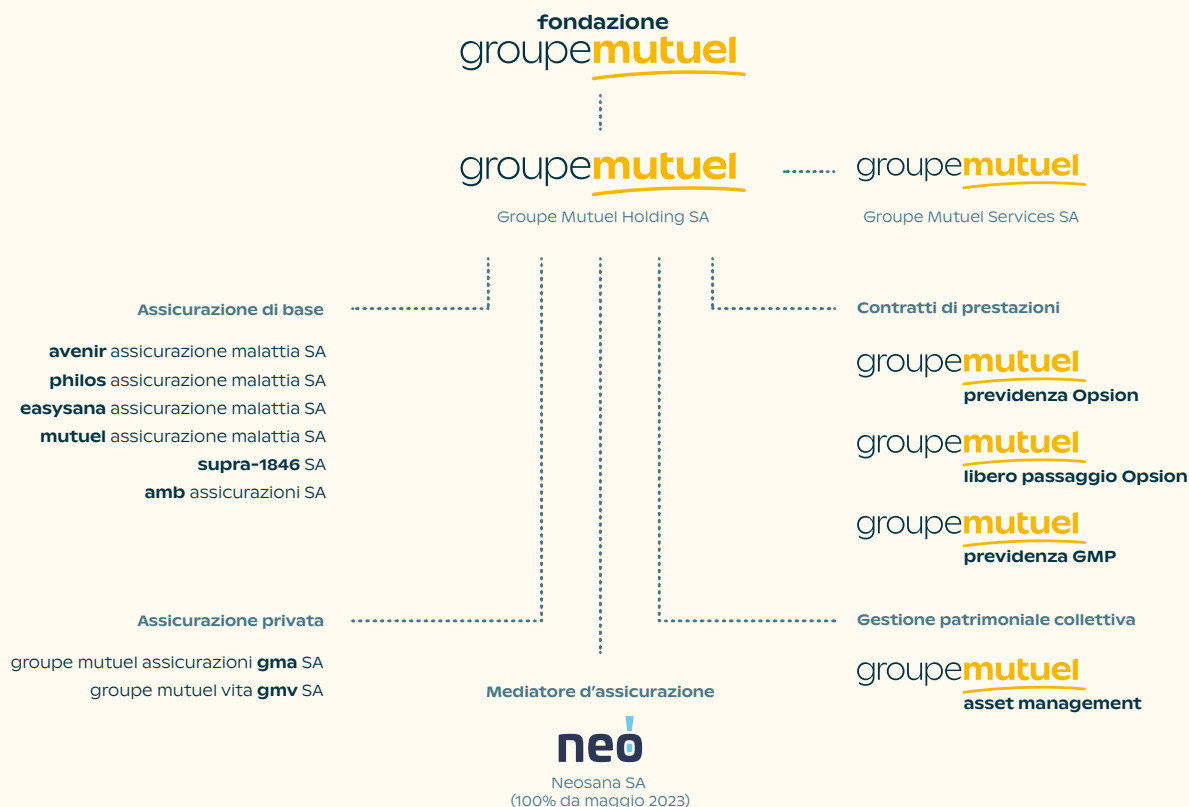 fondazione
groupemutuel
groupemutuel
Groupe Mutuel Holding SA
groupemutuel
Groupe Mutuel Services SA
Assicurazione di base
avenir assicurazione malattia SA
philos assicurazione malattia SA
easysana assicurazione malattia SA
mutuel assicurazione malattia SA
supra-1846 SA
amb assicurazioni SA
Contratti di prestazioni
groupemutuel
previdenza Opsion
groupemutuel
libero passaggio Opsion
groupemutuel
previdenza GMP
Assicurazione privata
groupe mutuel assicurazioni gma SA
groupe mutuel vita gmv SA
Mediatore d'assicurazione
neo
Neosana SA
(100% da maggio 2023)
Gestione patrimoniale collettiva
groupemutuel
asset management